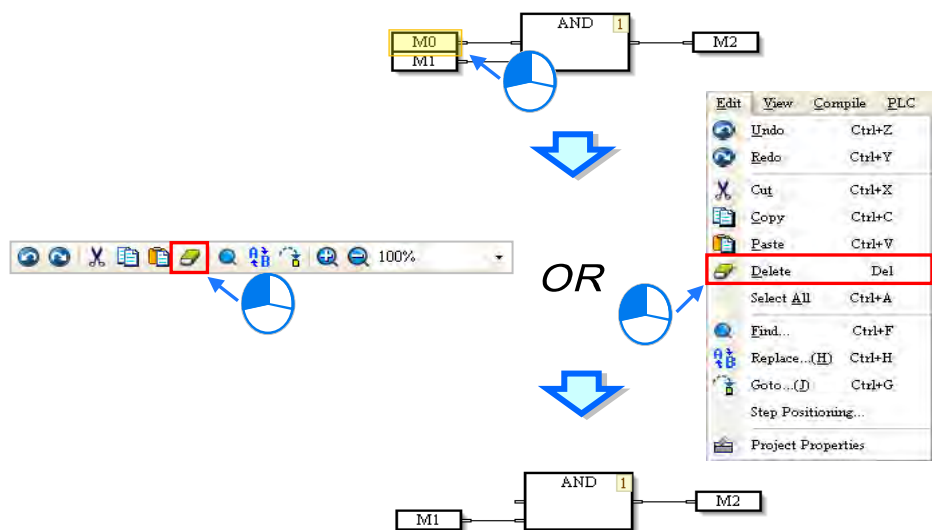 AND 1
M0
M2
M1
Edit View Compile PLC
Undo Ctrl+Z
Redo Ctrl+Y
Cut Ctrl+X
Copy Ctrl+C
Paste Ctrl+V
Delete Del
Select All Ctrl+A
Find... Ctrl+F
Replace...(H) Ctrl+H
Goto...(J) Ctrl+G
Step Positioning...
Project Properties
100%
OR
AND 1
M2
M1